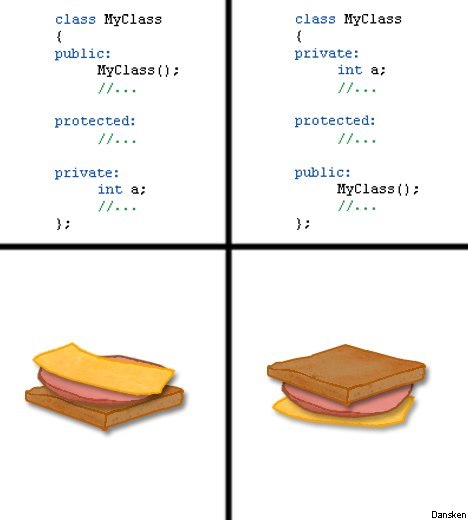 class MyClass
{
public:
MyClass();
//...
protected:
//...
private:
int a;
//...
};
class MyClass
{
private:
int a;
//...
protected:
//...
public:
MyClass();
//...
};
Dansken